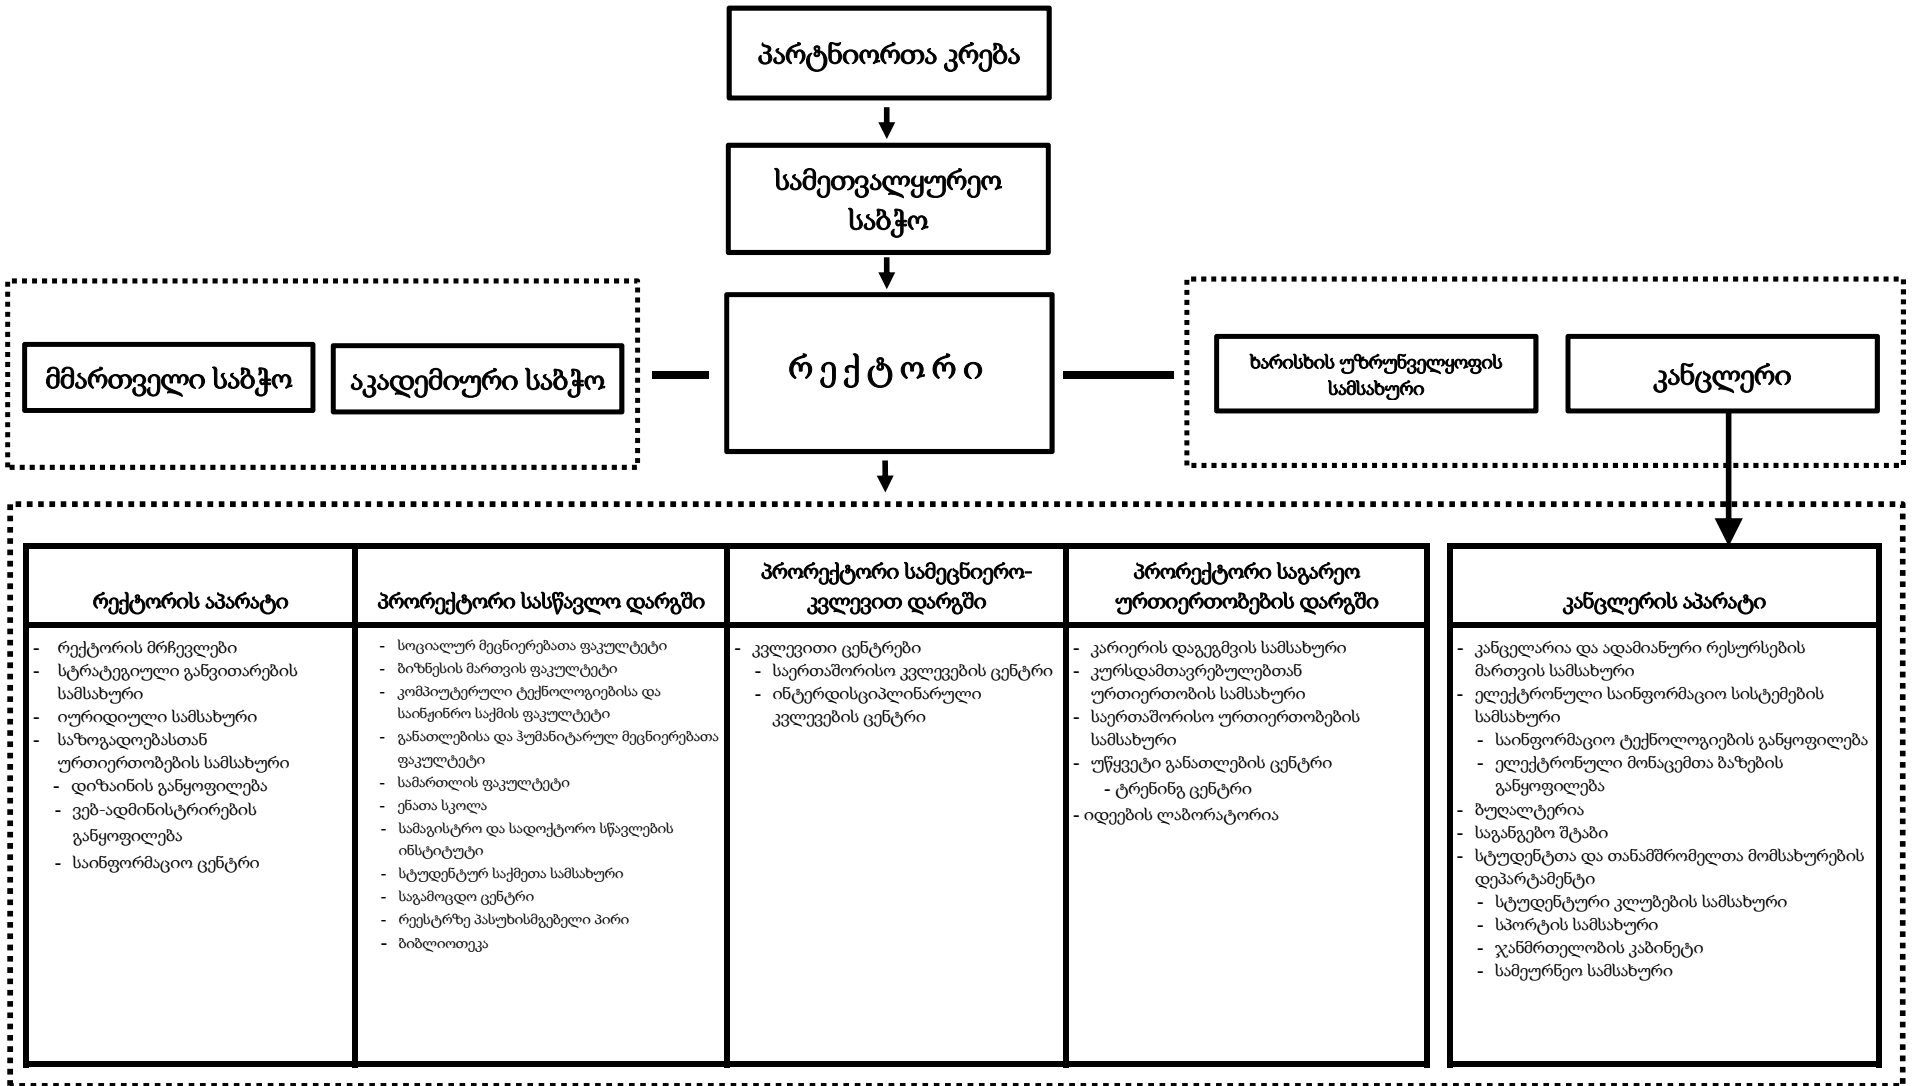 პარტნიორთა კრება
სამეთვალყურეო
საბჭო
მმართველი საბჭო
აკადემიური საბჭო
რექტორი
ხარისხის უზრუნველყოფის
სამსახური
კანცლერი
რექტორის აპარატი
- რექტორის მრჩევლები
- სტრატეგიული განვითარების
სამსახური
- იურიდიული სამსახური
- საზოგადოებასთან
ურთიერთობების სამსახური
- დიზაინის განყოფილება
- ვებ-ადმინისტრირების
განყოფილება
- საინფორმაციო ცენტრი
პრორექტორი სასწავლო დარგში
- სოციალურ მეცნიერებათა ფაკულტეტი
- ბიზნესის მართვის ფაკულტეტი
- კომპიუტერული ტექნოლოგიებისა და
საინჟინრო საქმის ფაკულტეტი
- განათლებისა და ჰუმანიტარულ მეცნიერებათა
ფაკულტეტი
- სამართლის ფაკულტეტი
- ენათა სკოლა
- სამაგისტრო და სადოქტორო სწავლების
ინსტიტუტი
- სტუდენტურ საქმეთა სამსახური
- საგამოცდო ცენტრი
- რეესტრზე პასუხისმგებელი პირი
- ბიბლიოთეკა
პრორექტორი სამეცნიერო-
კვლევით დარგში
- კვლევითი ცენტრები
- საერთაშორისო კვლევების ცენტრი
- ინტერდისციპლინარული
კვლევების ცენტრი
პრორექტორი საგარეო
ურთიერთობების დარგში
- კარიერის დაგეგმვის სამსახური
- კურსდამთავრებულებთან
ურთიერთობის სამსახური
- საერთაშორისო ურთიერთობების
სამსახური
- უწყვეტი განათლების ცენტრი
- ტრენინგ ცენტრი
- იდეების ლაბორატორია
კანცლერის აპარატი
- კანცელარია და ადამიანური რესურსების
მართვის სამსახური
- ელექტრონული საინფორმაციო სისტემების
სამსახური
- საინფორმაციო ტექნოლოგიების განყოფილება
- ელექტრონული მონაცემთა ბაზების
განყოფილება
- ბუღალტერია
- საგანგებო შტაბი
- სტუდენტთა და თანამშრომელთა მომსახურების
დეპარტამენტი
- სტუდენტური კლუბების სამსახური
- სპორტის სამსახური
- ჯანმრთელობის კაბინეტი
- სამეურნეო სამსახური